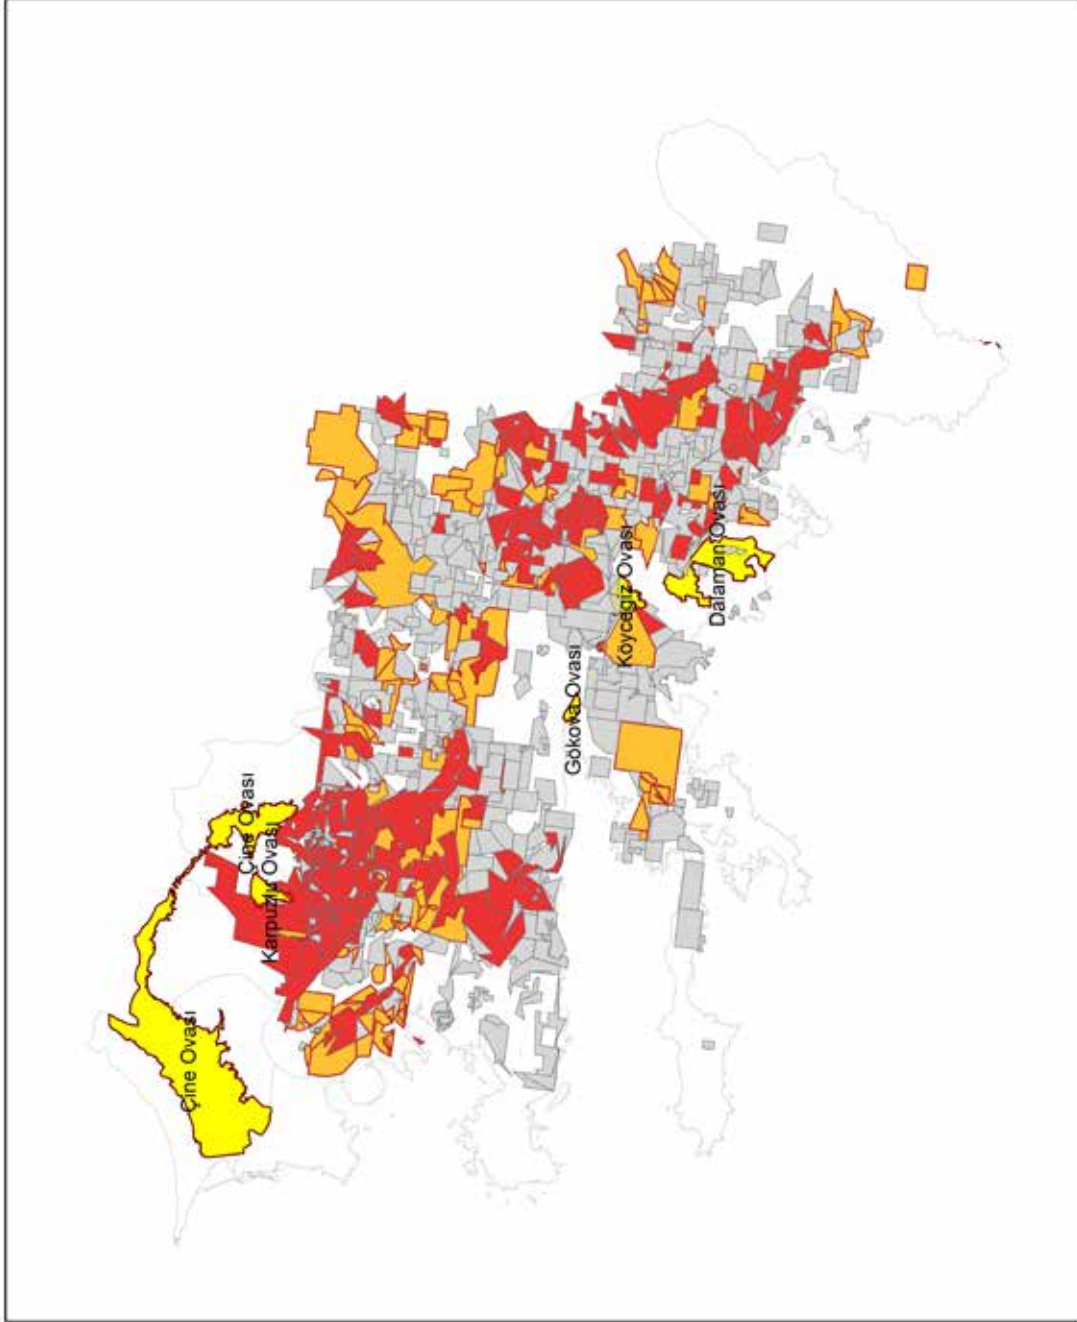 Çine Ovası
Çine Ovası
Karpuzlu Ovası
Gökova Ovası
Köyceğiz Ovası
Dalaman Ovası